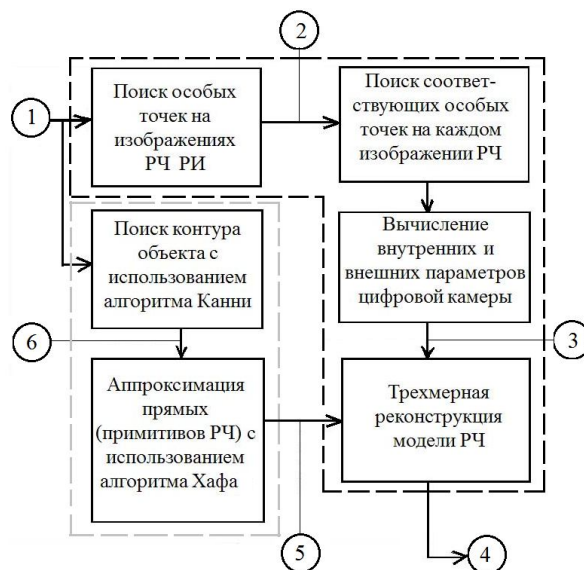 2
1
Поиск особых
точек на
изображениях
РЧ РИ
Поиск соответ-
ствующих особых
точек на каждом
изображении РЧ
Поиск контура
объекта с
использованием
алгоритма Канни
Вычисление
внутренних и
внешних параметров
цифровой камеры
6
3
Аппроксимация
прямых
(примитивов РЧ) с
использованием
алгоритма Хафа
Трехмерная
реконструкция
модели РЧ
5
4